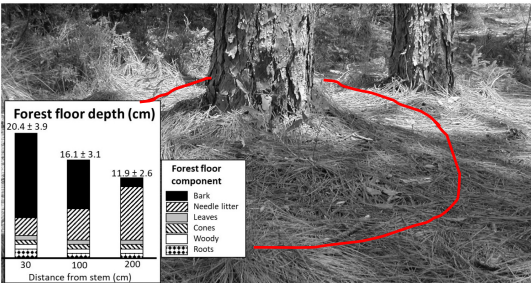 Forest floor depth (cm)
20.4 ± 3.9
16.1 ± 3.1
11.9 ± 2.6
30 100 200
Distance from stem (cm)
Forest floor
component
Bark
Needle litter
Leaves
Cones
Woody
Roots